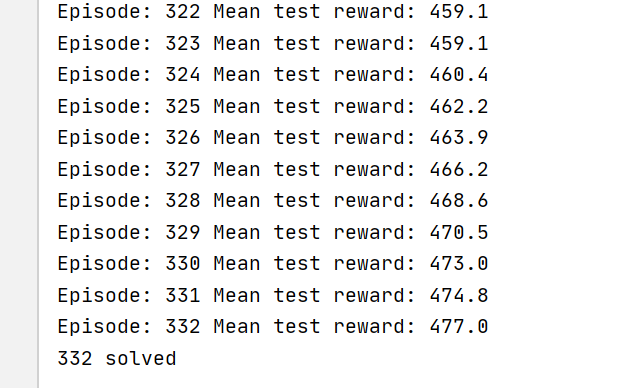 Episode: 322 Mean test reward: 459.1
Episode: 323 Mean test reward: 459.1
Episode: 324 Mean test reward: 460.4
Episode: 325 Mean test reward: 462.2
Episode: 326 Mean test reward: 463.9
Episode: 327 Mean test reward: 466.2
Episode: 328 Mean test reward: 468.6
Episode: 329 Mean test reward: 470.5
Episode: 330 Mean test reward: 473.0
Episode: 331 Mean test reward: 474.8
Episode: 332 Mean test reward: 477.0
332 solved